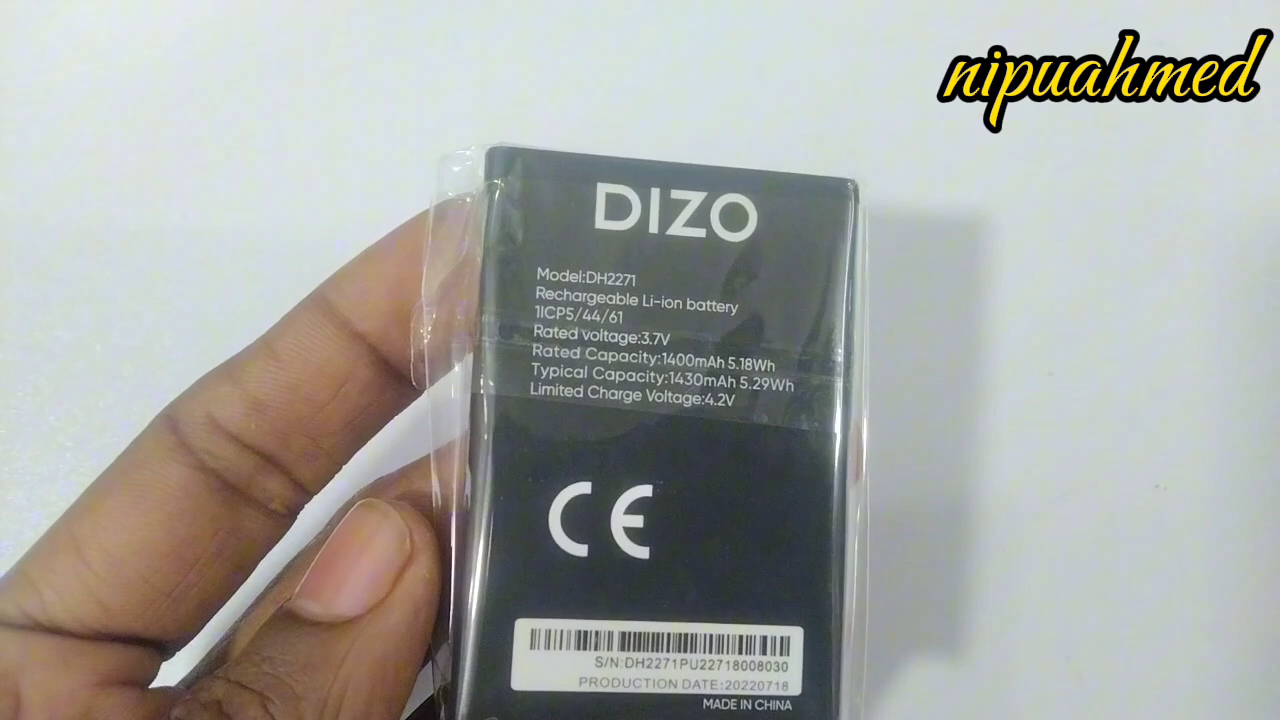 nipuahmed
DIZO
Model:DH2271
Rechargeable Li-ion battery
1ICP5/44/61
Rated voltage:3.7V
Rated Capacity:1400mAh 5.18Wh
Typical Capacity:1430mAh 5.29Wh
Limited Charge Voltage:4.2V
CE
S/N:DH2271PU22718008030
PRODUCTION DATE:20220718
MADE IN CHINA